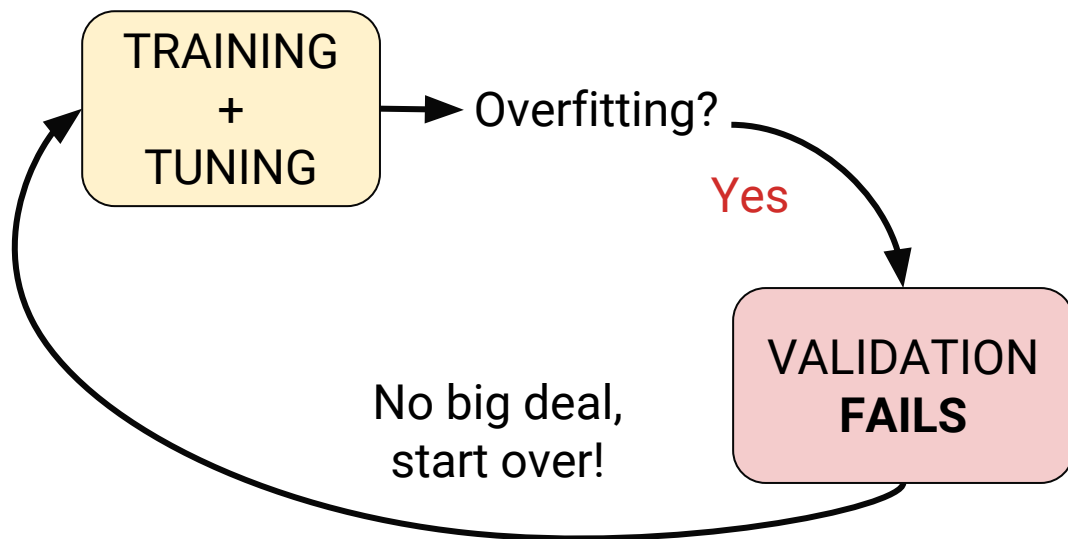 TRAINING
+
TUNING
Overfitting?
Yes
VALIDATION
FAILS
No big deal,
start over!